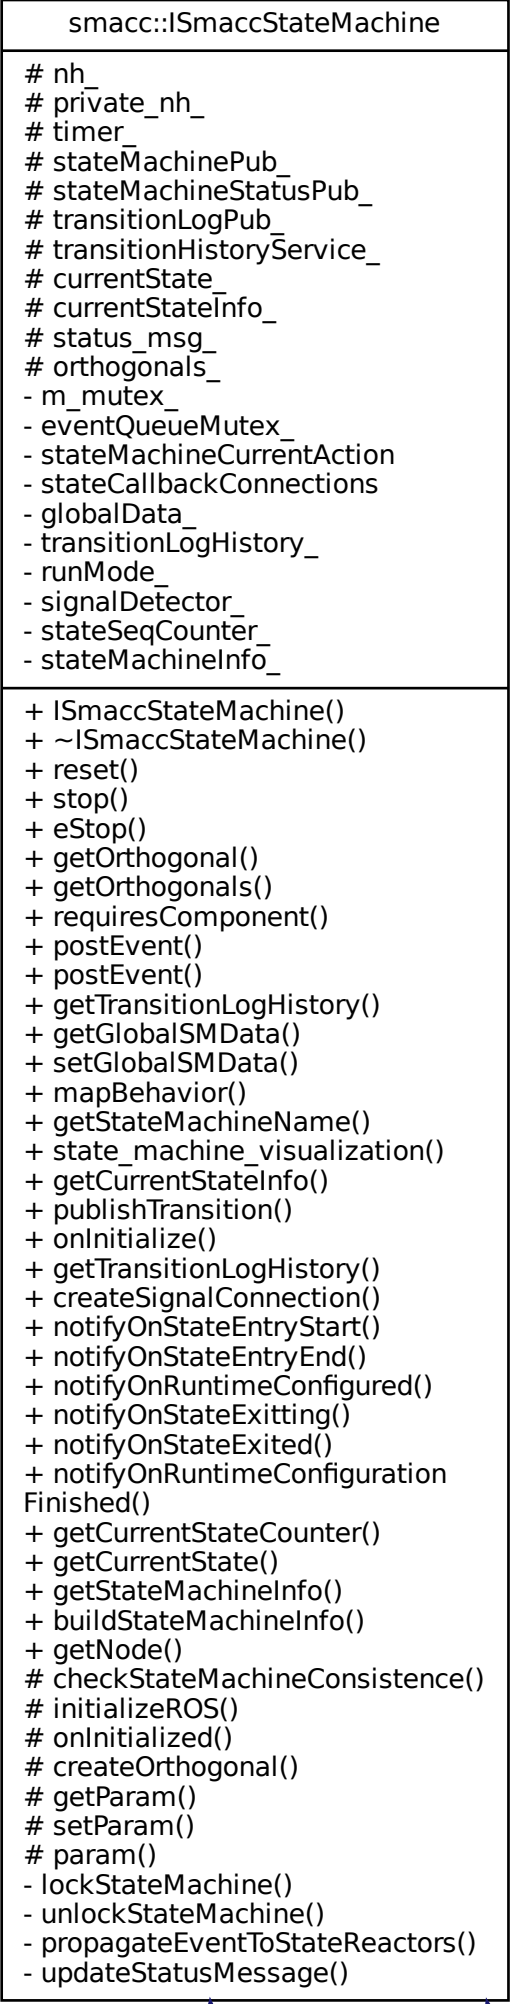 smacc::ISmaccStateMachine
# nh_
# private_nh_
# timer_
# stateMachinePub_
# stateMachineStatusPub_
# transitionLogPub_
# transitionHistoryService_
# currentState_
# currentStateInfo_
# status_msg_
# orthogonals_
- m_mutex_
- eventQueueMutex_
- stateMachineCurrentAction
- stateCallbackConnections
- globalData_
- transitionLogHistory_
- runMode_
- signalDetector_
- stateSeqCounter_
- stateMachineInfo_
+ ISmaccStateMachine()
+ ~ISmaccStateMachine()
+ reset()
+ stop()
+ eStop()
+ getOrthogonal()
+ getOrthogonals()
+ requiresComponent()
+ postEvent()
+ postEvent()
+ getTransitionLogHistory()
+ getGlobalSMData()
+ setGlobalSMData()
+ mapBehavior()
+ getStateMachineName()
+ state_machine_visualization()
+ getCurrentStateInfo()
+ publishTransition()
+ onInitialize()
+ getTransitionLogHistory()
+ createSignalConnection()
+ notifyOnStateEntryStart()
+ notifyOnStateEntryEnd()
+ notifyOnRuntimeConfigured()
+ notifyOnStateExitting()
+ notifyOnStateExited()
+ notifyOnRuntimeConfiguration
Finished()
+ getCurrentStateCounter()
+ getCurrentState()
+ getStateMachineInfo()
+ buildStateMachineInfo()
+ getNode()
# checkStateMachineConsistence()
# initializeROS()
# onInitialized()
# createOrthogonal()
# getParam()
# setParam()
# param()
- lockStateMachine()
- unlockStateMachine()
- propagateEventToStateReactors()
- updateStatusMessage()